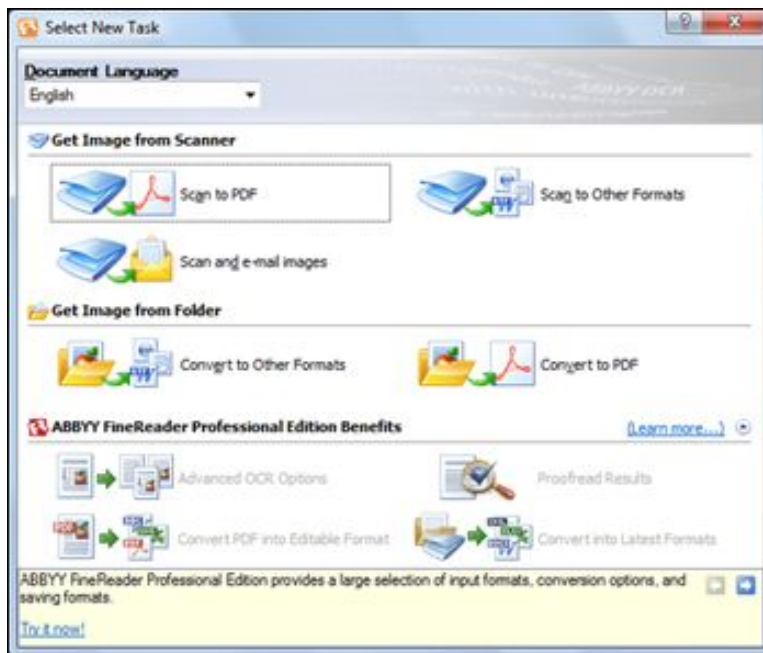 Select New Task
Document Language
English
ABBYY OCR
Get Image from Scanner
Scan to PDF
Scan to Other Formats
Scan and e-mail images
Get Image from Folder
Convert to Other Formats
Convert to PDF
ABBYY FineReader Professional Edition Benefits
(Learn more...)
Advanced OCR Options
Proofread Results
Convert PDF into Editable Format
Convert into Latest Formats
ABBYY FineReader Professional Edition provides a large selection of input formats, conversion options, and
saving formats.
Try it now!